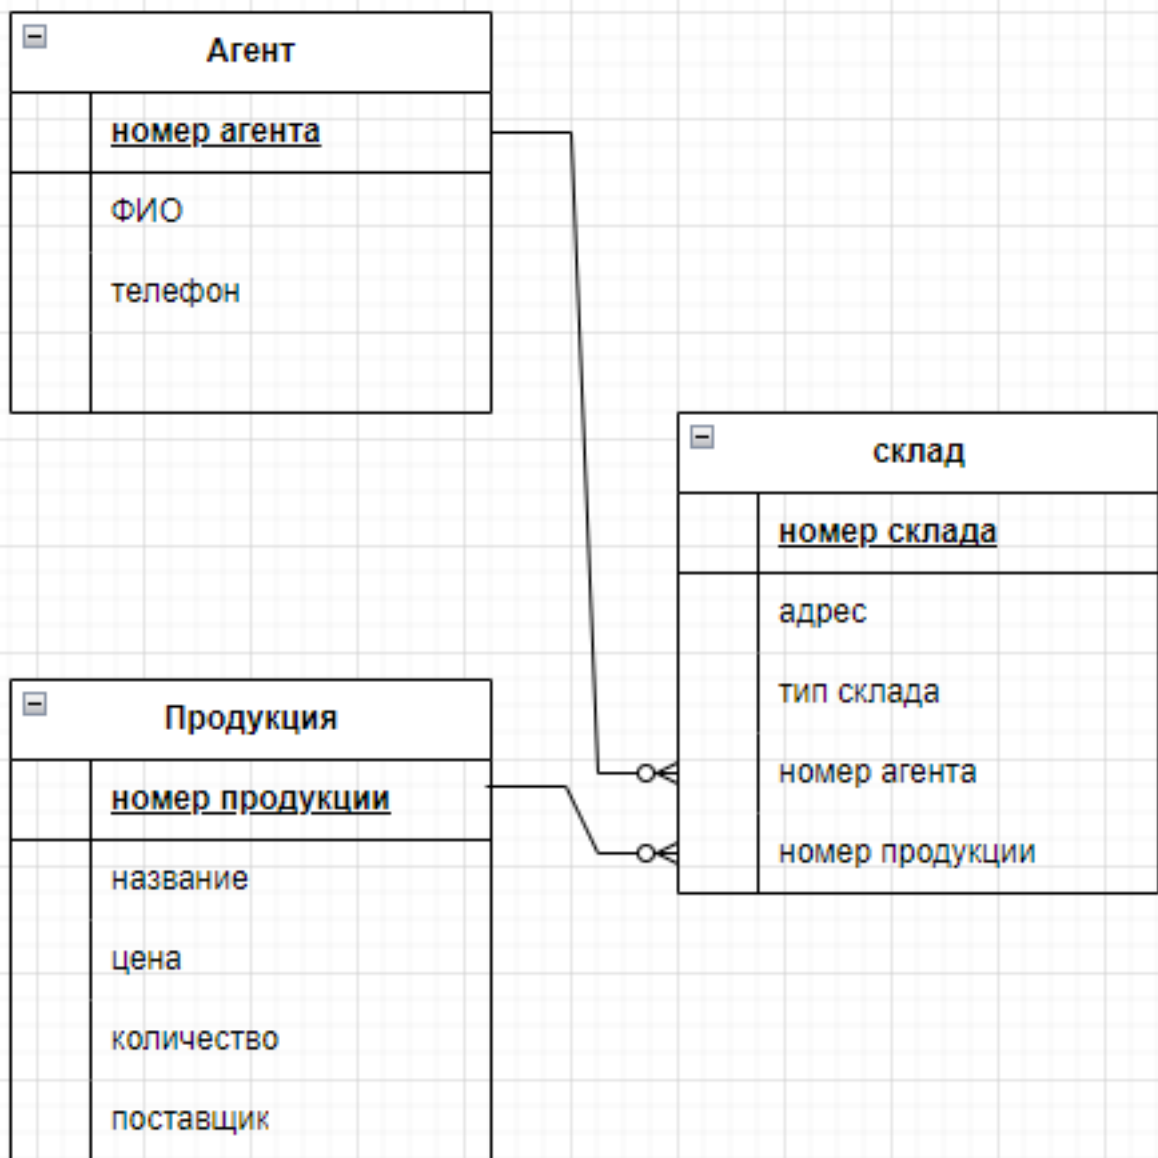 Агент
номер агента
ФИО
телефон
склад
номер склада
адрес
тип склада
номер агента
номер продукции
Продукция
номер продукции
название
цена
количество
поставщик